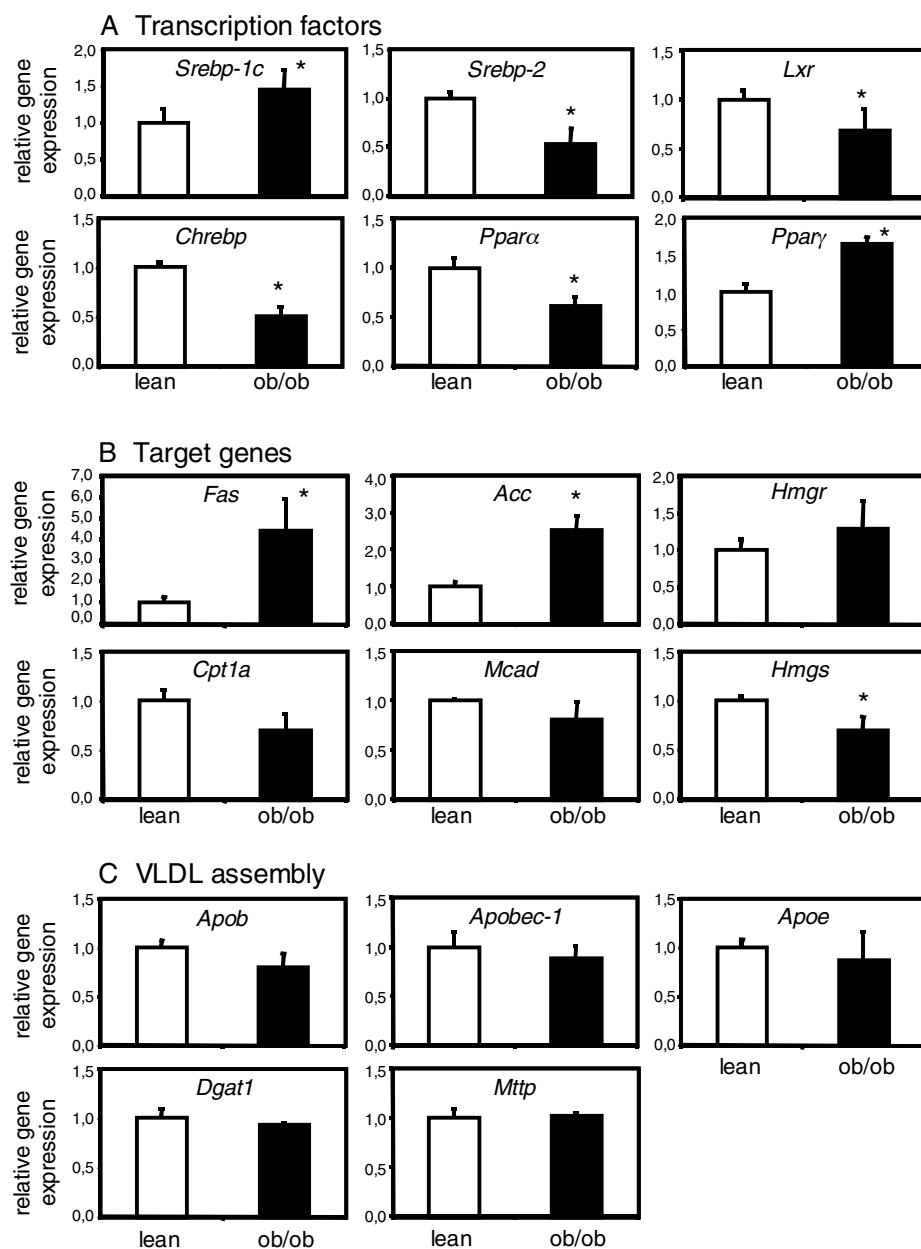 A Transcription factors
relative gene expression
2,0
1,5
1,0
0,5
0,0
Srebp-1c
*
1,5
1,0
0,5
0,0
Srebp-2
*
1,5
1,0
0,5
0,0
Lxr
*
relative gene expression
1,5
1,0
0,5
0,0
Chrebp
*
lean ob/ob
1,5
1,0
0,5
0,0
Pparα
*
lean ob/ob
2,0
1,5
1,0
0,5
0,0
Pparγ
*
lean ob/ob
B Target genes
relative gene expression
7,0
6,0
5,0
4,0
3,0
2,0
1,0
0,0
Fas
*
4,0
3,0
2,0
1,0
0,0
Acc
*
2,0
1,5
1,0
0,5
0,0
Hmgr
relative gene expression
1,5
1,0
0,5
0,0
Cpt1a
lean ob/ob
1,5
1,0
0,5
0,0
Mcad
lean ob/ob
1,5
1,0
0,5
0,0
Hmgs
*
lean ob/ob
C VLDL assembly
relative gene expression
1,5
1,0
0,5
0,0
Apob
1,5
1,0
0,5
0,0
Apobec-1
1,5
1,0
0,5
0,0
Apoe
lean ob/ob
relative gene expression
1,5
1,0
0,5
0,0
Dgat1
lean ob/ob
1,5
1,0
0,5
0,0
Mttp
lean ob/ob